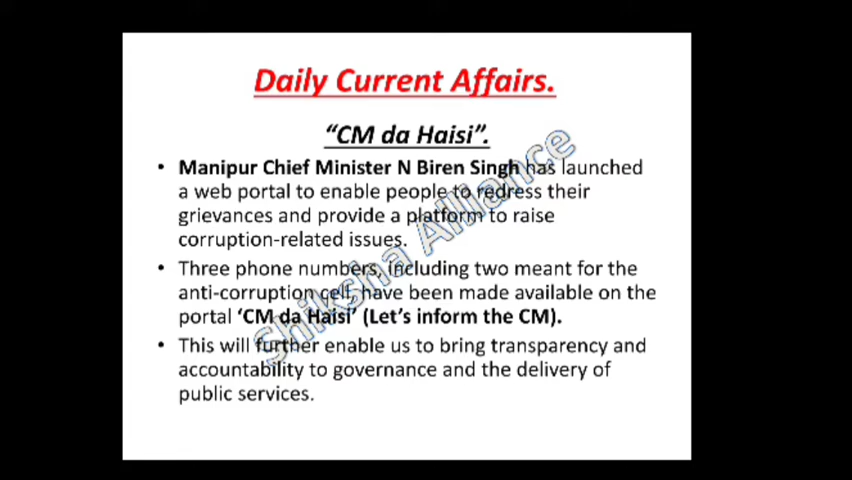 Daily Current Affairs.
“CM da Haisi”.
• Manipur Chief Minister N Biren Singh has launched
a web portal to enable people to redress their
grievances and provide a platform to raise
corruption-related issues.
• Three phone numbers, including two meant for the
anti-corruption cell, have been made available on the
portal ‘CM da Haisi’ (Let’s inform the CM).
• This will further enable us to bring transparency and
accountability to governance and the delivery of
public services.
Shiksha Alliance